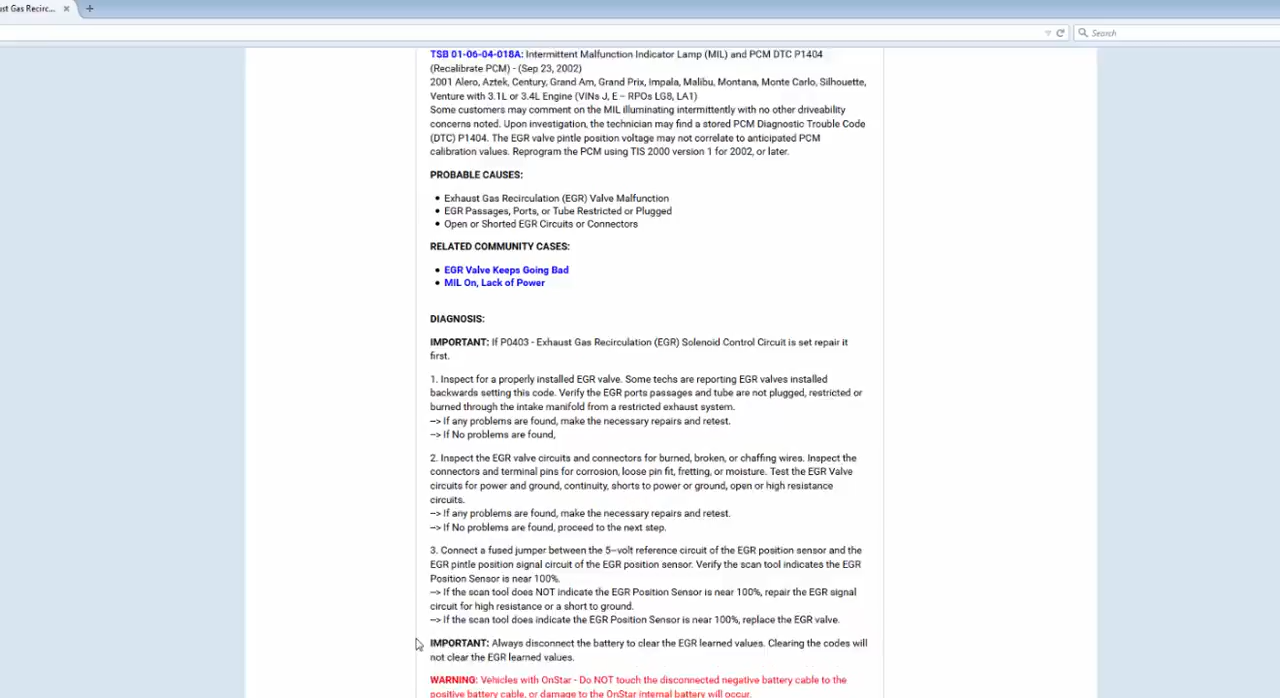 st Gas Recirc...
Search
TSB 01-06-04-018A: Intermittent Malfunction Indicator Lamp (MIL) and PCM DTC P1404
(Recalibrate PCM) - (Sep 23, 2002)
2001 Alero, Aztek, Century, Grand Am, Grand Prix, Impala, Malibu, Montana, Monte Carlo, Silhouette,
Venture with 3.1L or 3.4L Engine (VINs J, E – RPOs LG8, LA1)
Some customers may comment on the MIL illuminating intermittently with no other driveability
concerns noted. Upon investigation, the technician may find a stored PCM Diagnostic Trouble Code
(DTC) P1404. The EGR valve pintle position voltage may not correlate to anticipated PCM
calibration values. Reprogram the PCM using TIS 2000 version 1 for 2002, or later.
PROBABLE CAUSES:
• Exhaust Gas Recirculation (EGR) Valve Malfunction
• EGR Passages, Ports, or Tube Restricted or Plugged
• Open or Shorted EGR Circuits or Connectors
RELATED COMMUNITY CASES:
• EGR Valve Keeps Going Bad
• MIL On, Lack of Power
DIAGNOSIS:
IMPORTANT: If P0403 - Exhaust Gas Recirculation (EGR) Solenoid Control Circuit is set repair it
first.
1. Inspect for a properly installed EGR valve. Some techs are reporting EGR valves installed
backwards setting this code. Verify the EGR ports passages and tube are not plugged, restricted or
burned through the intake manifold from a restricted exhaust system.
–> If any problems are found, make the necessary repairs and retest.
–> If No problems are found,
2. Inspect the EGR valve circuits and connectors for burned, broken, or chaffing wires. Inspect the
connectors and terminal pins for corrosion, loose pin fit, fretting, or moisture. Test the EGR Valve
circuits for power and ground, continuity, shorts to power or ground, open or high resistance
circuits.
–> If any problems are found, make the necessary repairs and retest.
–> If No problems are found, proceed to the next step.
3. Connect a fused jumper between the 5–volt reference circuit of the EGR position sensor and the
EGR pintle position signal circuit of the EGR position sensor. Verify the scan tool indicates the EGR
Position Sensor is near 100%.
–> If the scan tool does NOT indicate the EGR Position Sensor is near 100%, repair the EGR signal
circuit for high resistance or a short to ground.
–> If the scan tool does indicate the EGR Position Sensor is near 100%, replace the EGR valve.
IMPORTANT: Always disconnect the battery to clear the EGR learned values. Clearing the codes will
not clear the EGR learned values.
WARNING: Vehicles with OnStar - Do NOT touch the disconnected negative battery cable to the
positive battery cable, or damage to the OnStar internal battery will occur.